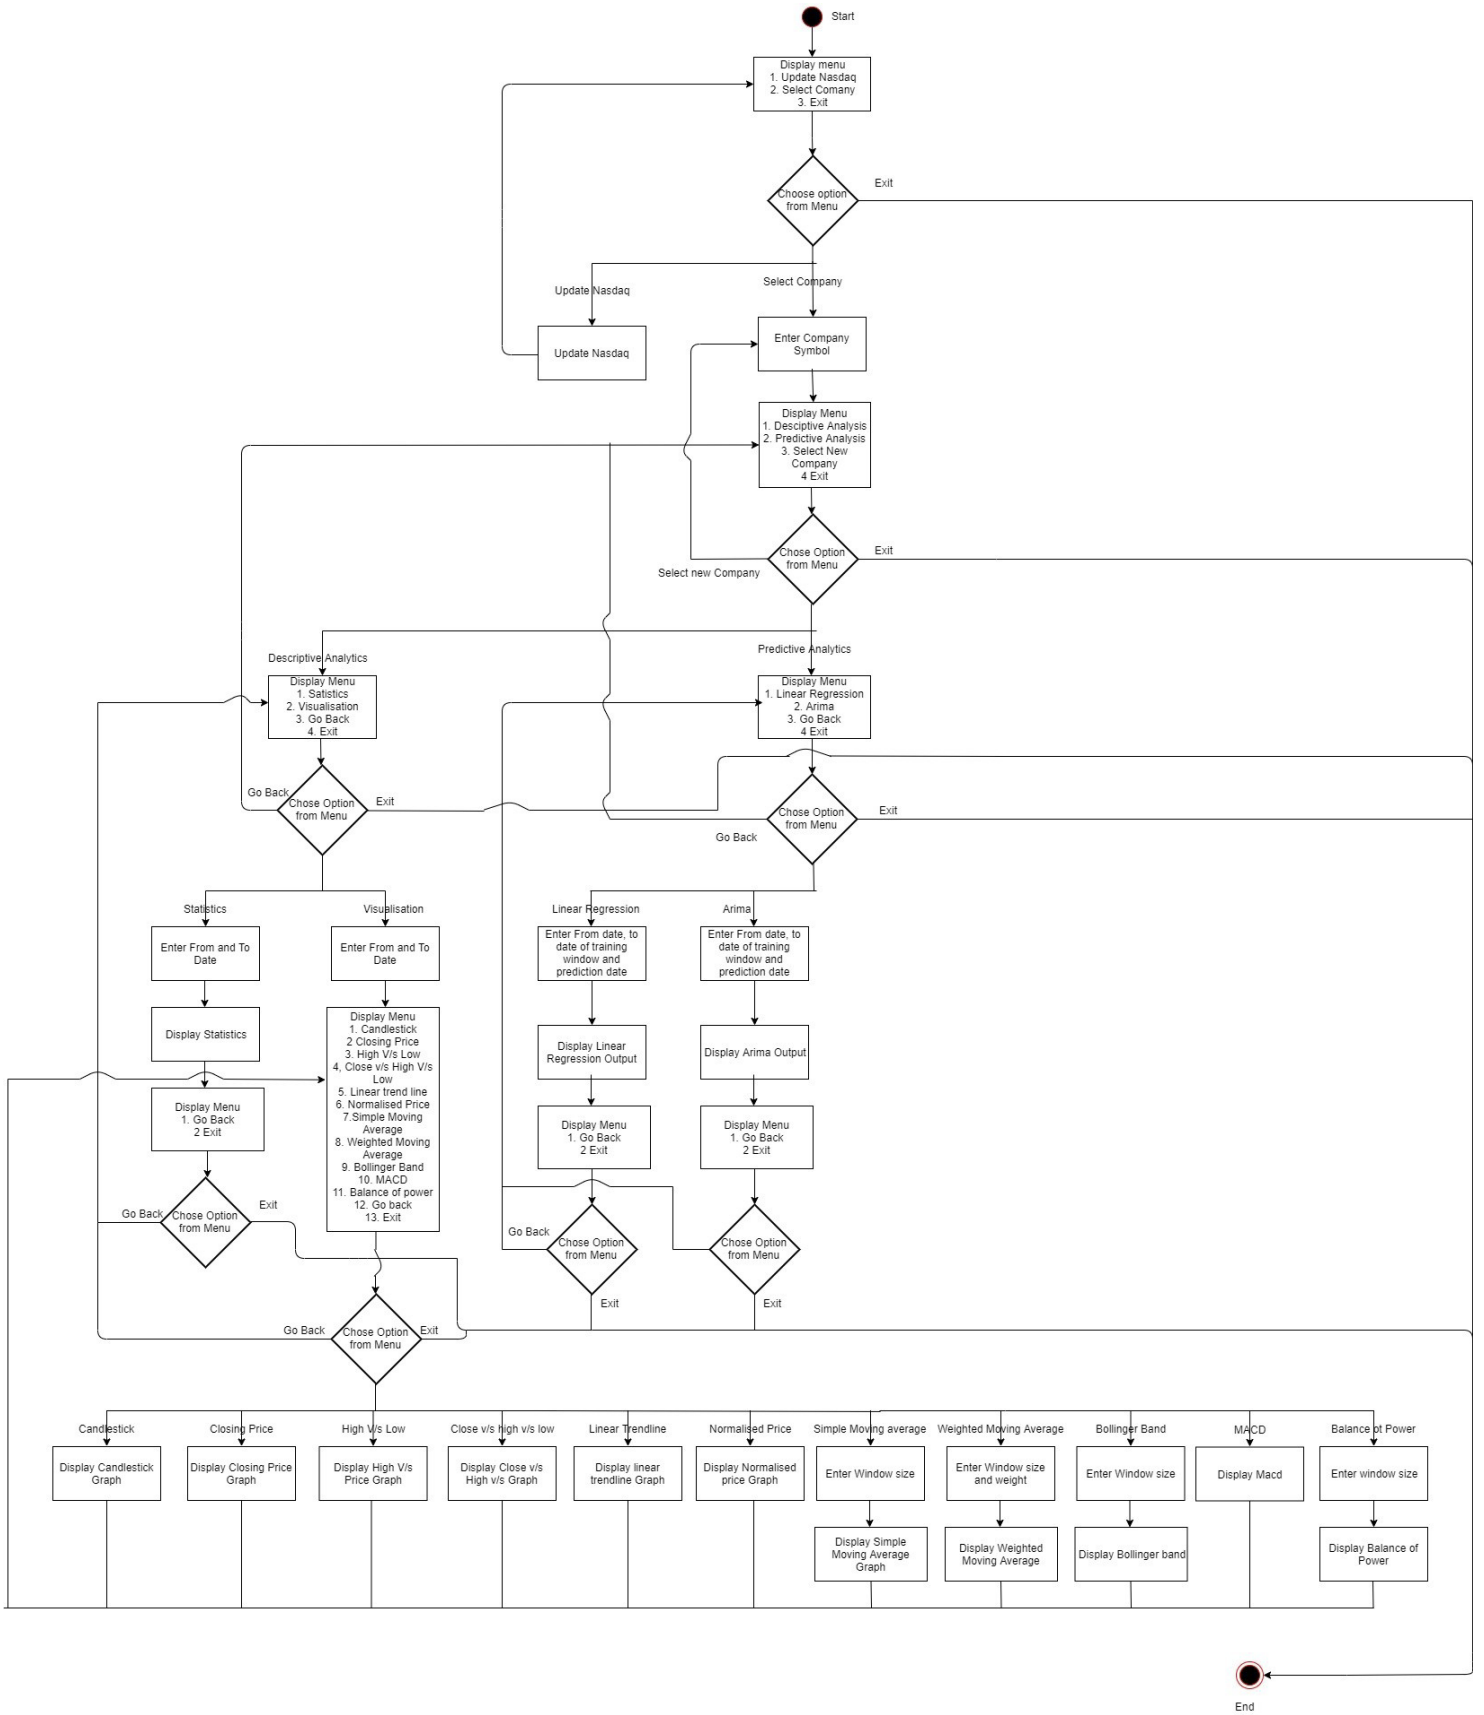 Start
Display menu
1. Update Nasdaq
2. Select Comany
3. Exit
Choose option
from Menu
Exit
Update Nasdaq
Select Company
Update Nasdaq
Enter Company
Symbol
Display Menu
1. Desciptive Analysis
2. Predictive Analysis
3. Select New
Company
4 Exit
Chose Option
from Menu
Exit
Select new Company
Descriptive Analytics
Predictive Analytics
Display Menu
1. Satistics
2. Visualisation
3. Go Back
4. Exit
Display Menu
1. Linear Regression
2. Arima
3. Go Back
4 Exit
Go Back
Chose Option
from Menu
Exit
Chose Option
from Menu
Exit
Go Back
Statistics
Visualisation
Linear Regression
Arima
Enter From and To
Date
Enter From and To
Date
Enter From date, to
date of training
window and
prediction date
Enter From date, to
date of training
window and
prediction date
Display Statistics
Display Menu
1. Candlestick
2 Closing Price
3. High V/s Low
4, Close v/s High V/s
Low
5. Linear trend line
6. Normalised Price
7.Simple Moving
Average
8. Weighted Moving
Average
9. Bollinger Band
10. MACD
11. Balance of power
12. Go back
13. Exit
Display Linear
Regression Output
Display Arima Output
Display Menu
1. Go Back
2 Exit
Display Menu
1. Go Back
2 Exit
Display Menu
1. Go Back
2 Exit
Go Back
Chose Option
from Menu
Exit
Go Back
Chose Option
from Menu
Exit
Chose Option
from Menu
Exit
Go Back
Chose Option
from Menu
Exit
Candlestick
Closing Price
High V/s Low
Close v/s high v/s low
Linear Trendline
Normalised Price
Simple Moving average
Weighted Moving Average
Bollinger Band
MACD
Balance ot Power
Display Candlestick
Graph
Display Closing Price
Graph
Display High V/s
Price Graph
Display Close v/s
High v/s Graph
Display linear
trendline Graph
Display Normalised
price Graph
Enter Window size
Enter Window size
and weight
Enter Window size
Display Macd
Enter window size
Display Simple
Moving Average
Graph
Display Weighted
Moving Average
Display Bollinger band
Display Balance of
Power
End